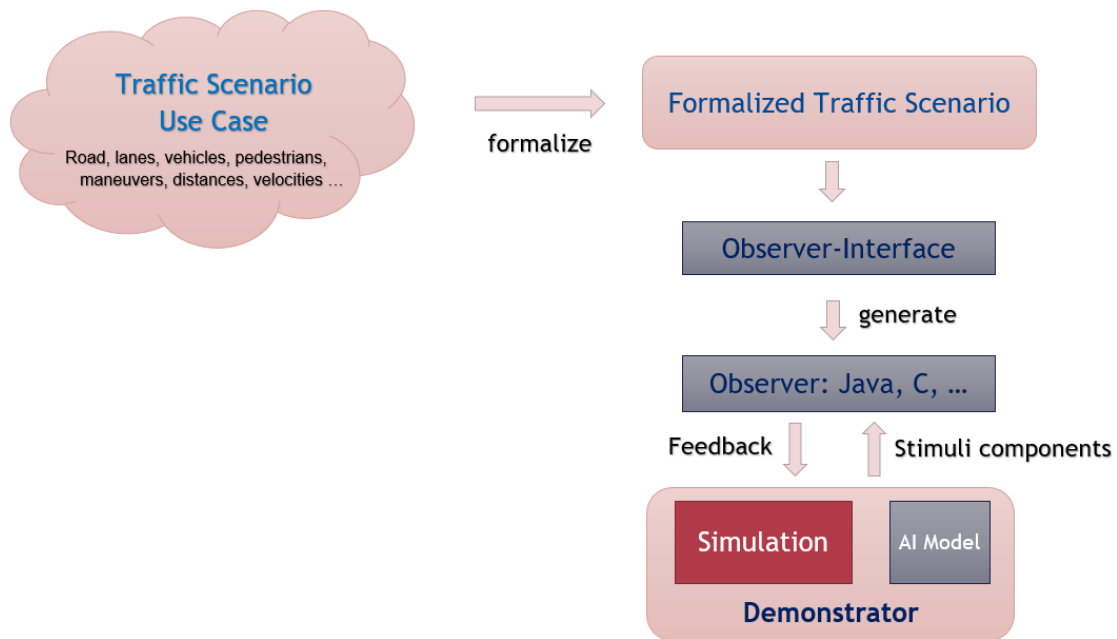 Traffic Scenario
Use Case
Road, lanes, vehicles, pedestrians,
maneuvers, distances, velocities ...
formalize
Formalized Traffic Scenario
Observer-Interface
generate
Observer: Java, C, ...
Feedback
Stimuli components
Simulation
AI Model
Demonstrator